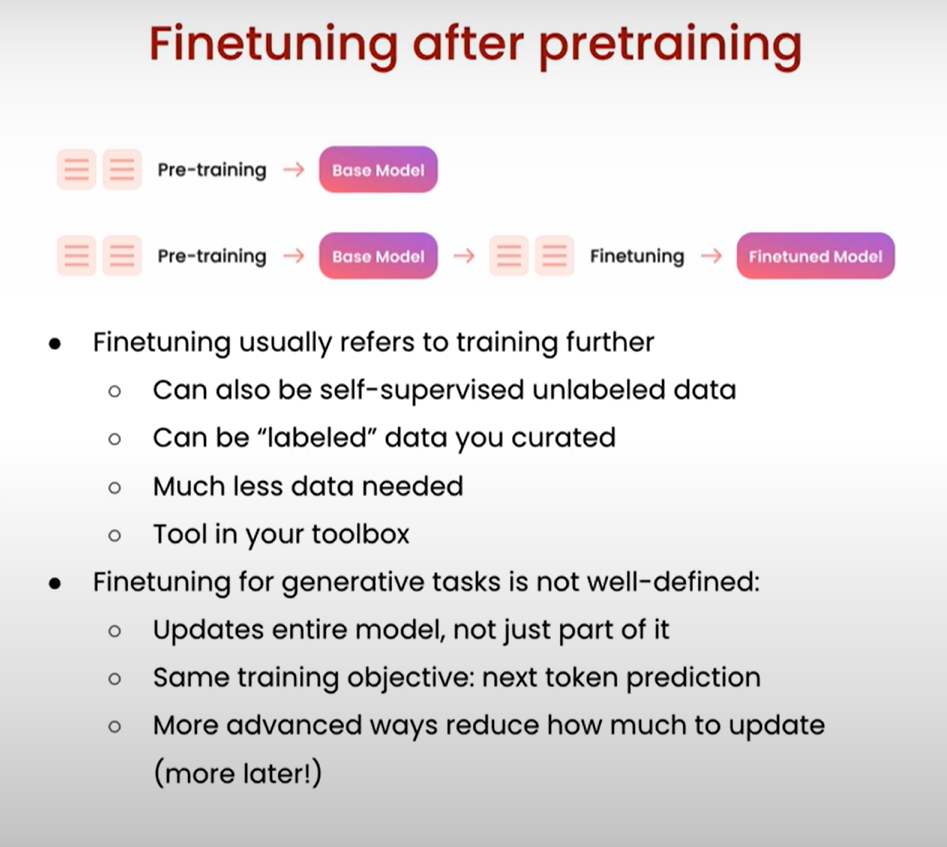 Finetuning after pretraining
Pre-training → Base Model
Pre-training → Base Model → Finetuning → Finetuned Model
● Finetuning usually refers to training further
○ Can also be self-supervised unlabeled data
○ Can be “labeled” data you curated
○ Much less data needed
○ Tool in your toolbox
● Finetuning for generative tasks is not well-defined:
○ Updates entire model, not just part of it
○ Same training objective: next token prediction
○ More advanced ways reduce how much to update
(more later!)